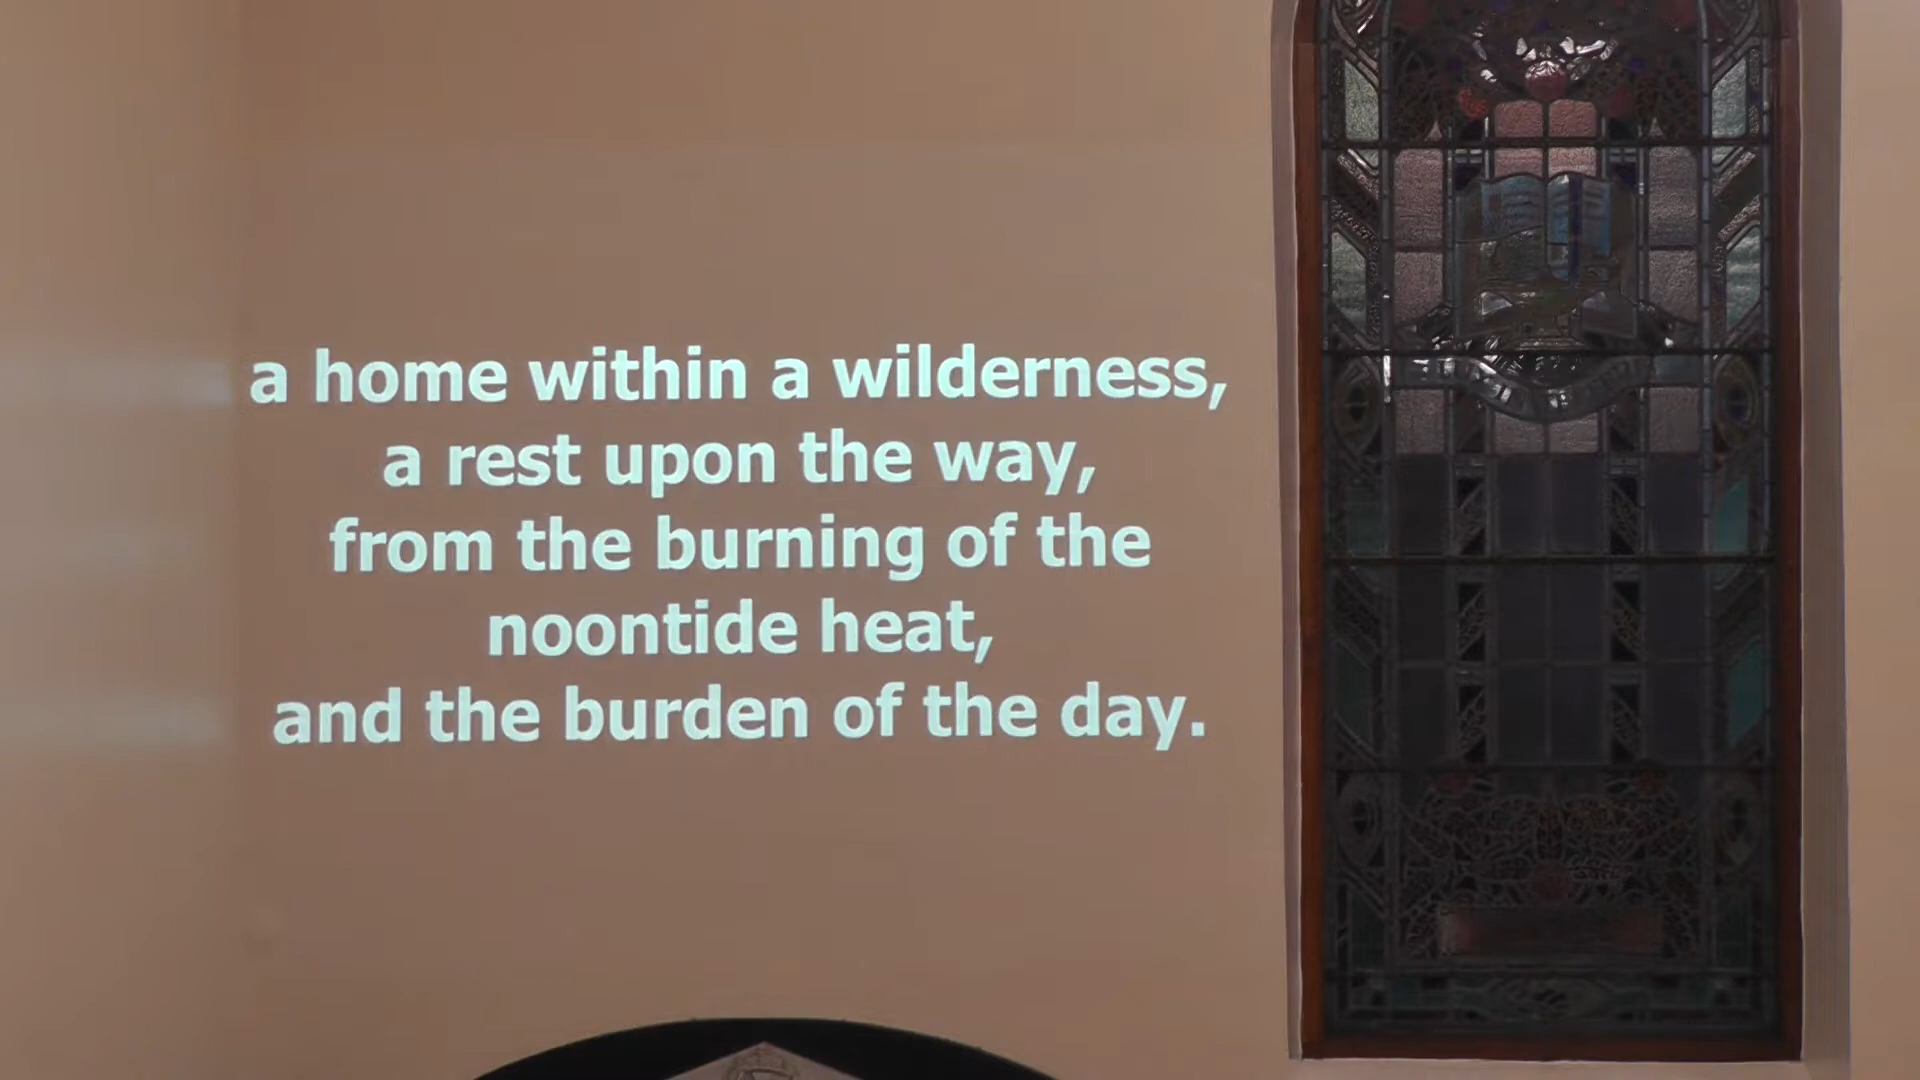 a home within a wilderness,
a rest upon the way,
from the burning of the
noontide heat,
and the burden of the day.